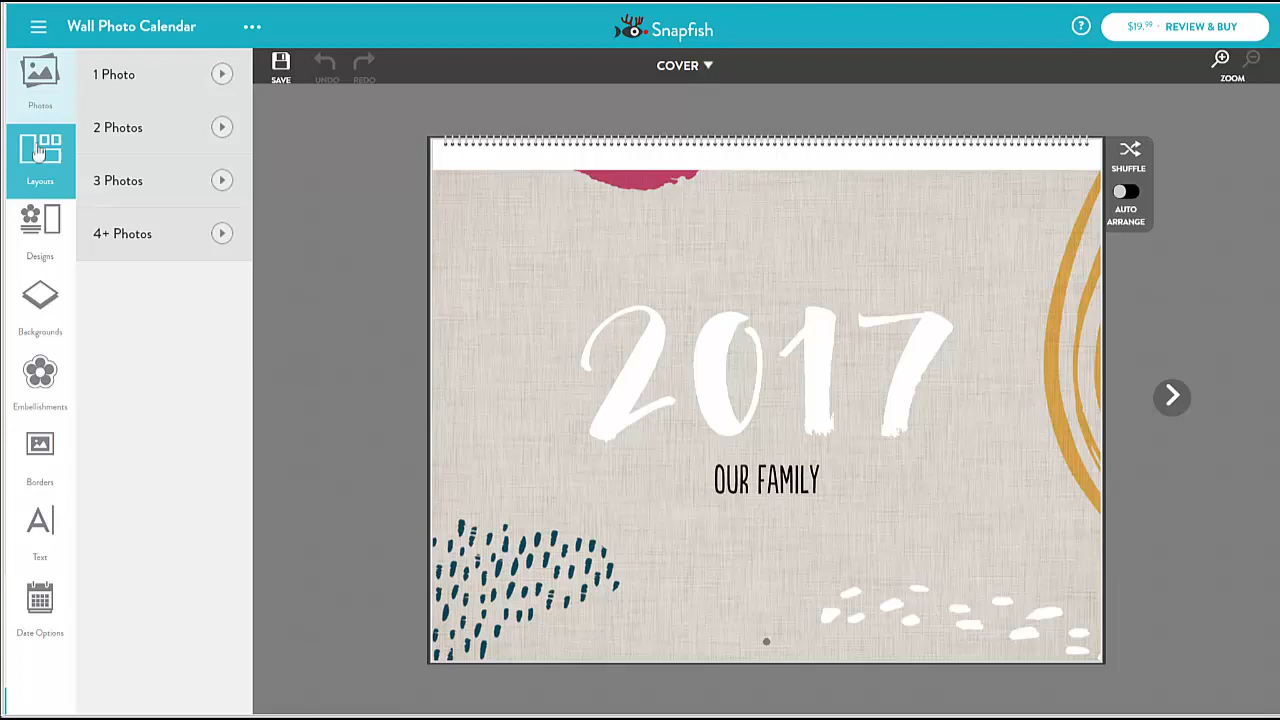 Wall Photo Calendar
Snapfish
?
$19.99 · REVIEW & BUY
SAVE
UNDO
REDO
COVER
ZOOM
Photos
Layouts
Designs
Backgrounds
Embellishments
Borders
A
Text
Date Options
1 Photo
2 Photos
3 Photos
4+ Photos
SHUFFLE
AUTO
ARRANGE
2017
OUR FAMILY